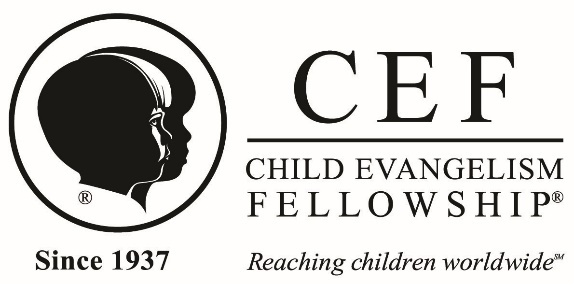 ®
Since 1937
CEF
CHILD EVANGELISM
FELLOWSHIP®
Reaching children worldwide℠